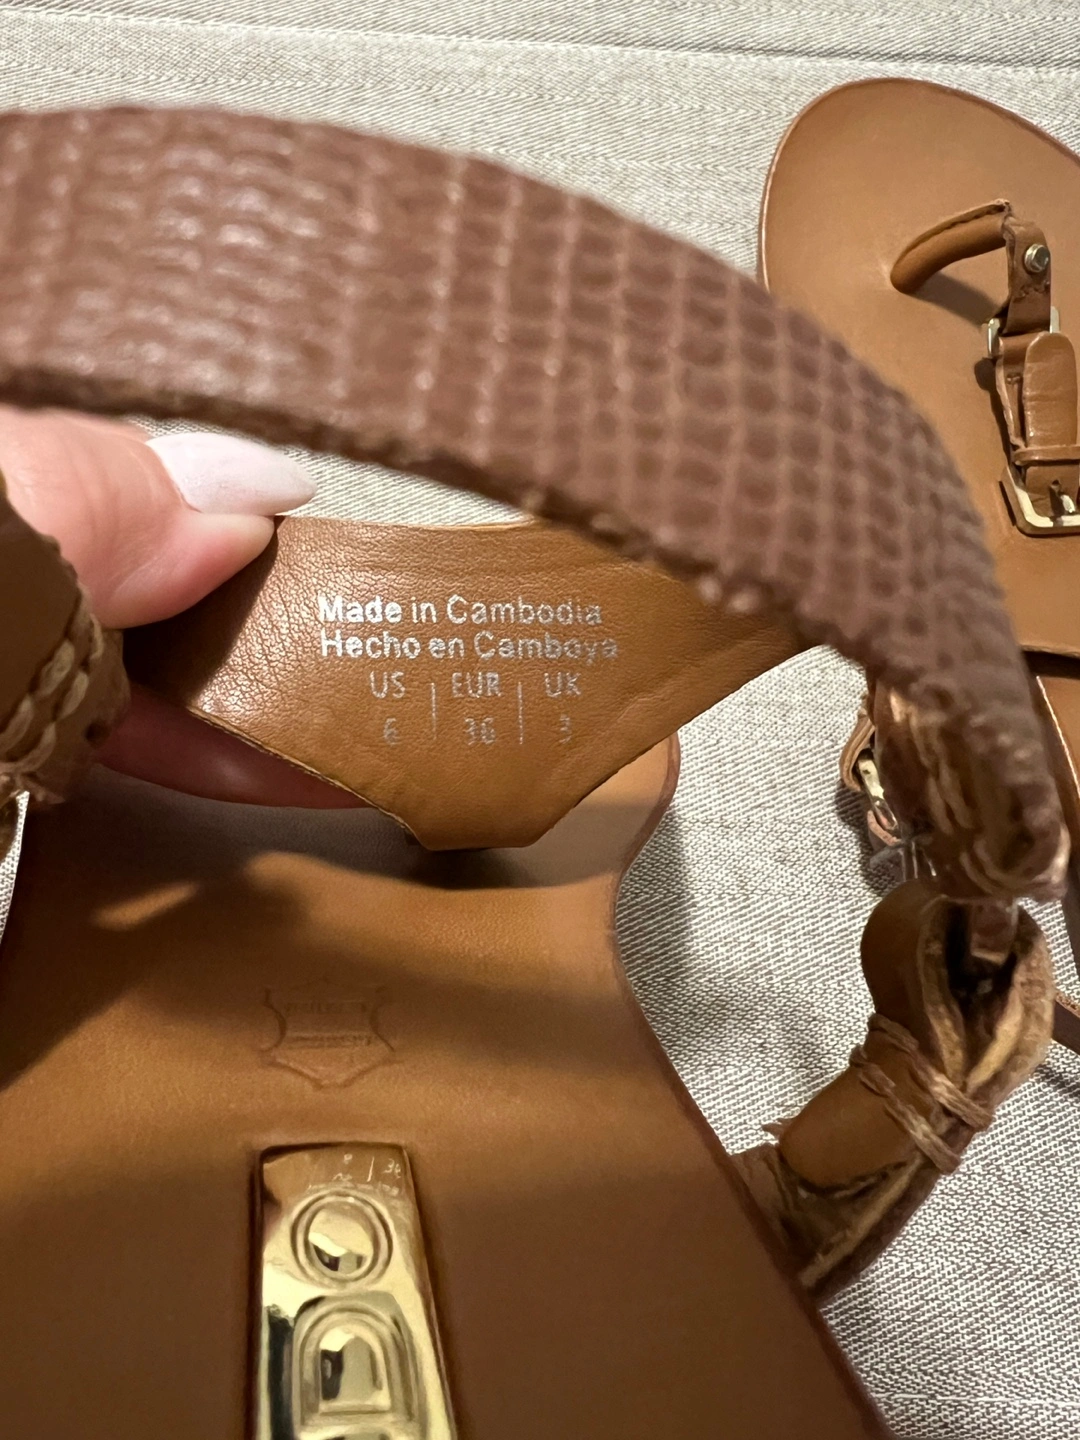 Made in Cambodia
Hecho en Camboya
US | EUR | UK
6 | 36 | 3